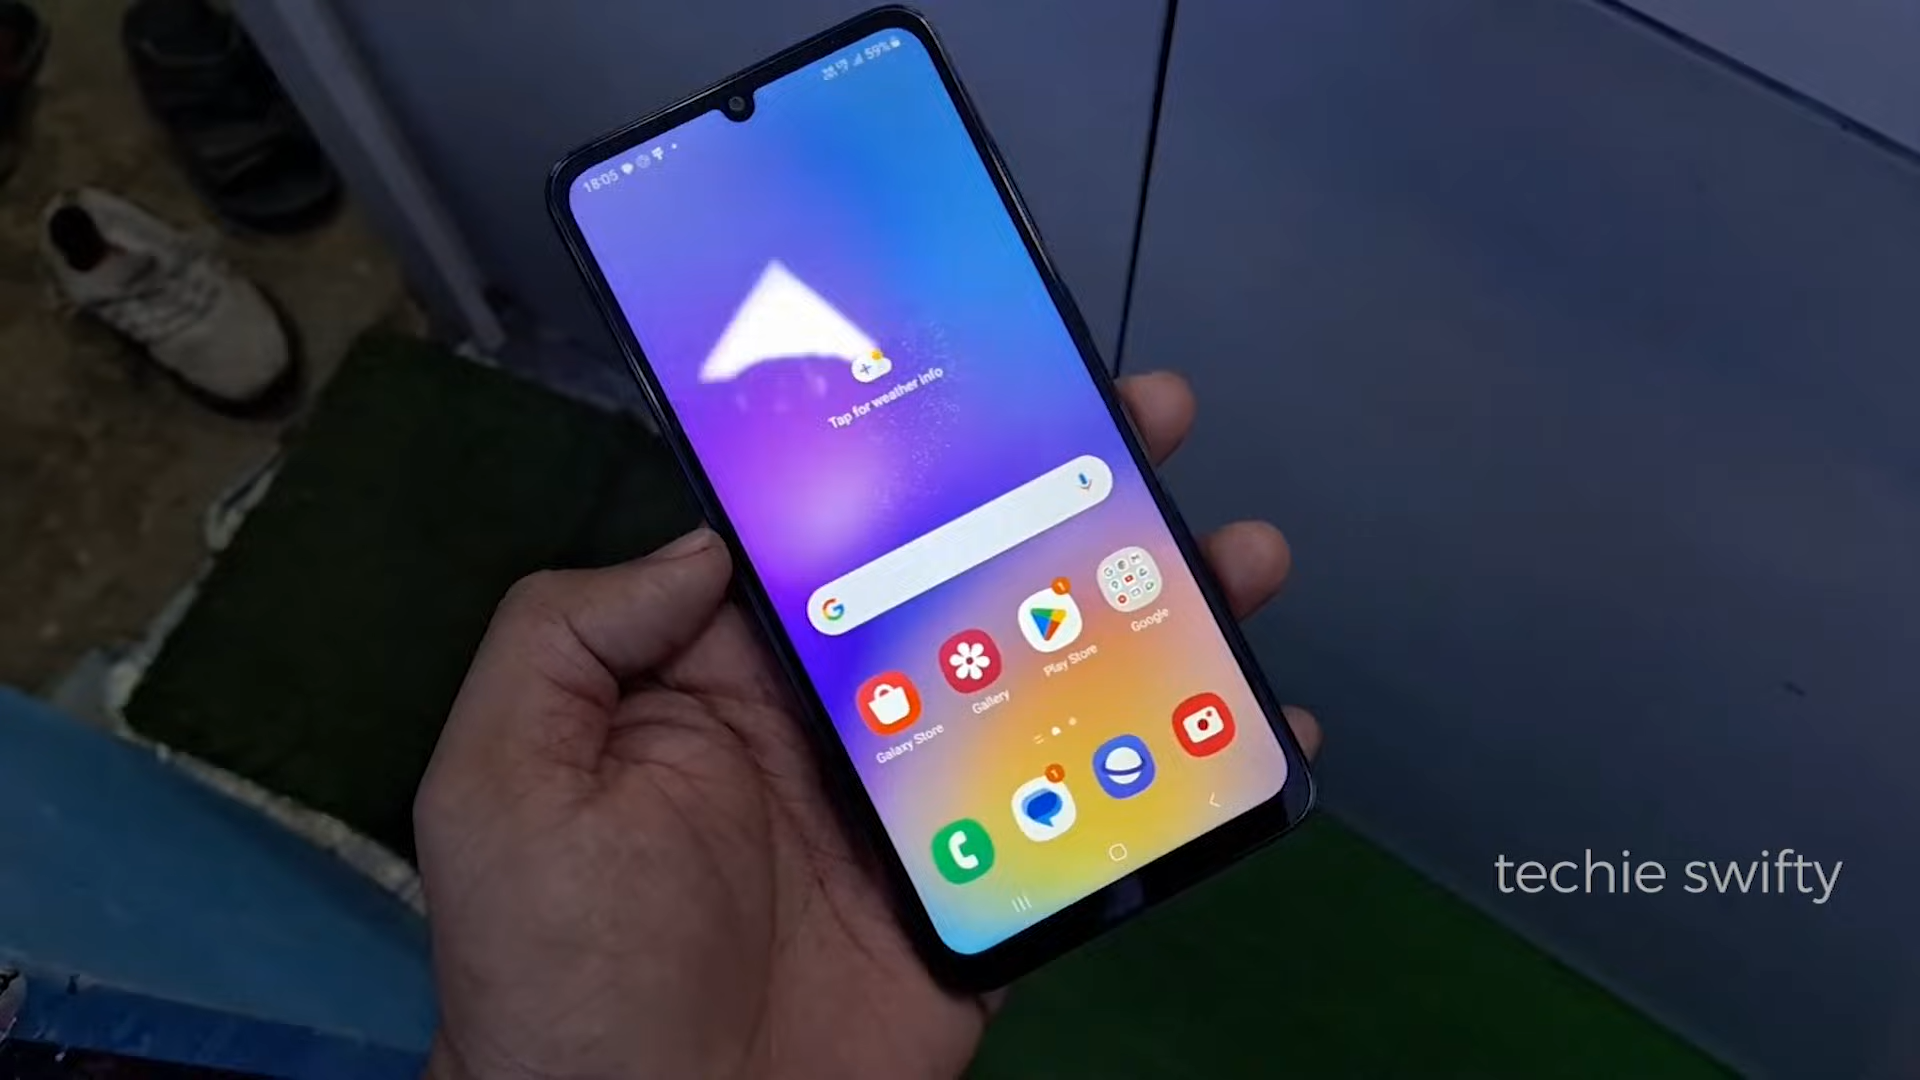 59%
18:05
Tap for weather info
Google
Play Store
Gallery
Galaxy Store
techie swifty